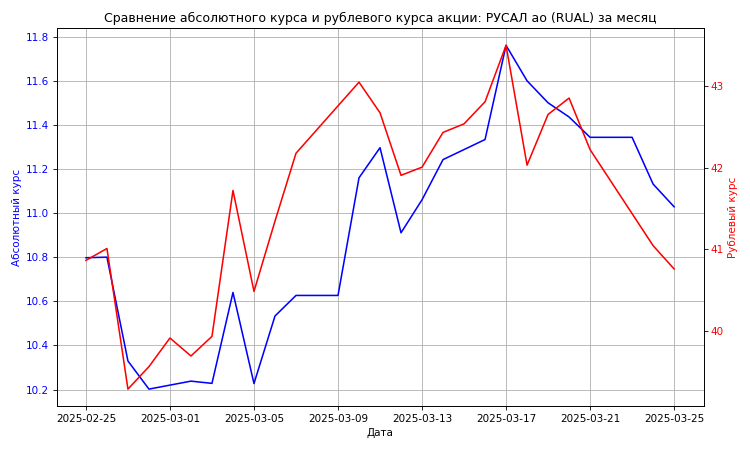 Сравнение абсолютного курса и рублевого курса акции: РУСАЛ ао (RUAL) за месяц
11.8
11.6
11.4
11.2
11.0
10.8
10.6
10.4
10.2
Абсолютный курс
43
42
41
40
Рублевый курс
2025-02-25 2025-03-01 2025-03-05 2025-03-09 2025-03-13 2025-03-17 2025-03-21 2025-03-25
Дата